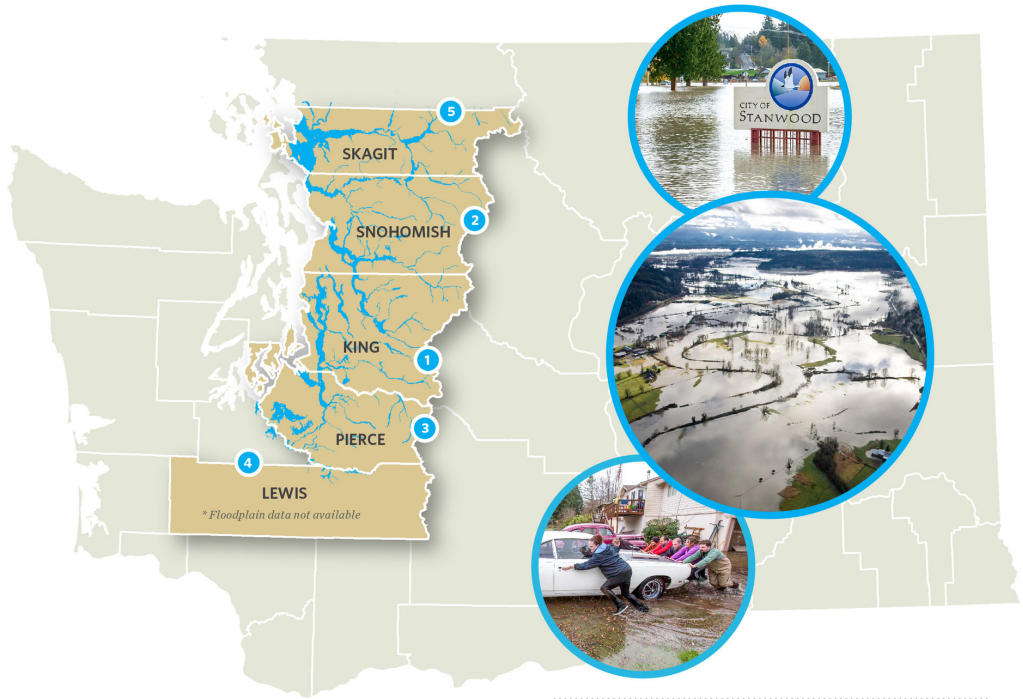 5
SKAGIT
2
SNOHOMISH
KING
1
3
PIERCE
4
LEWIS
* Floodplain data not available
CITY OF
STANWOOD